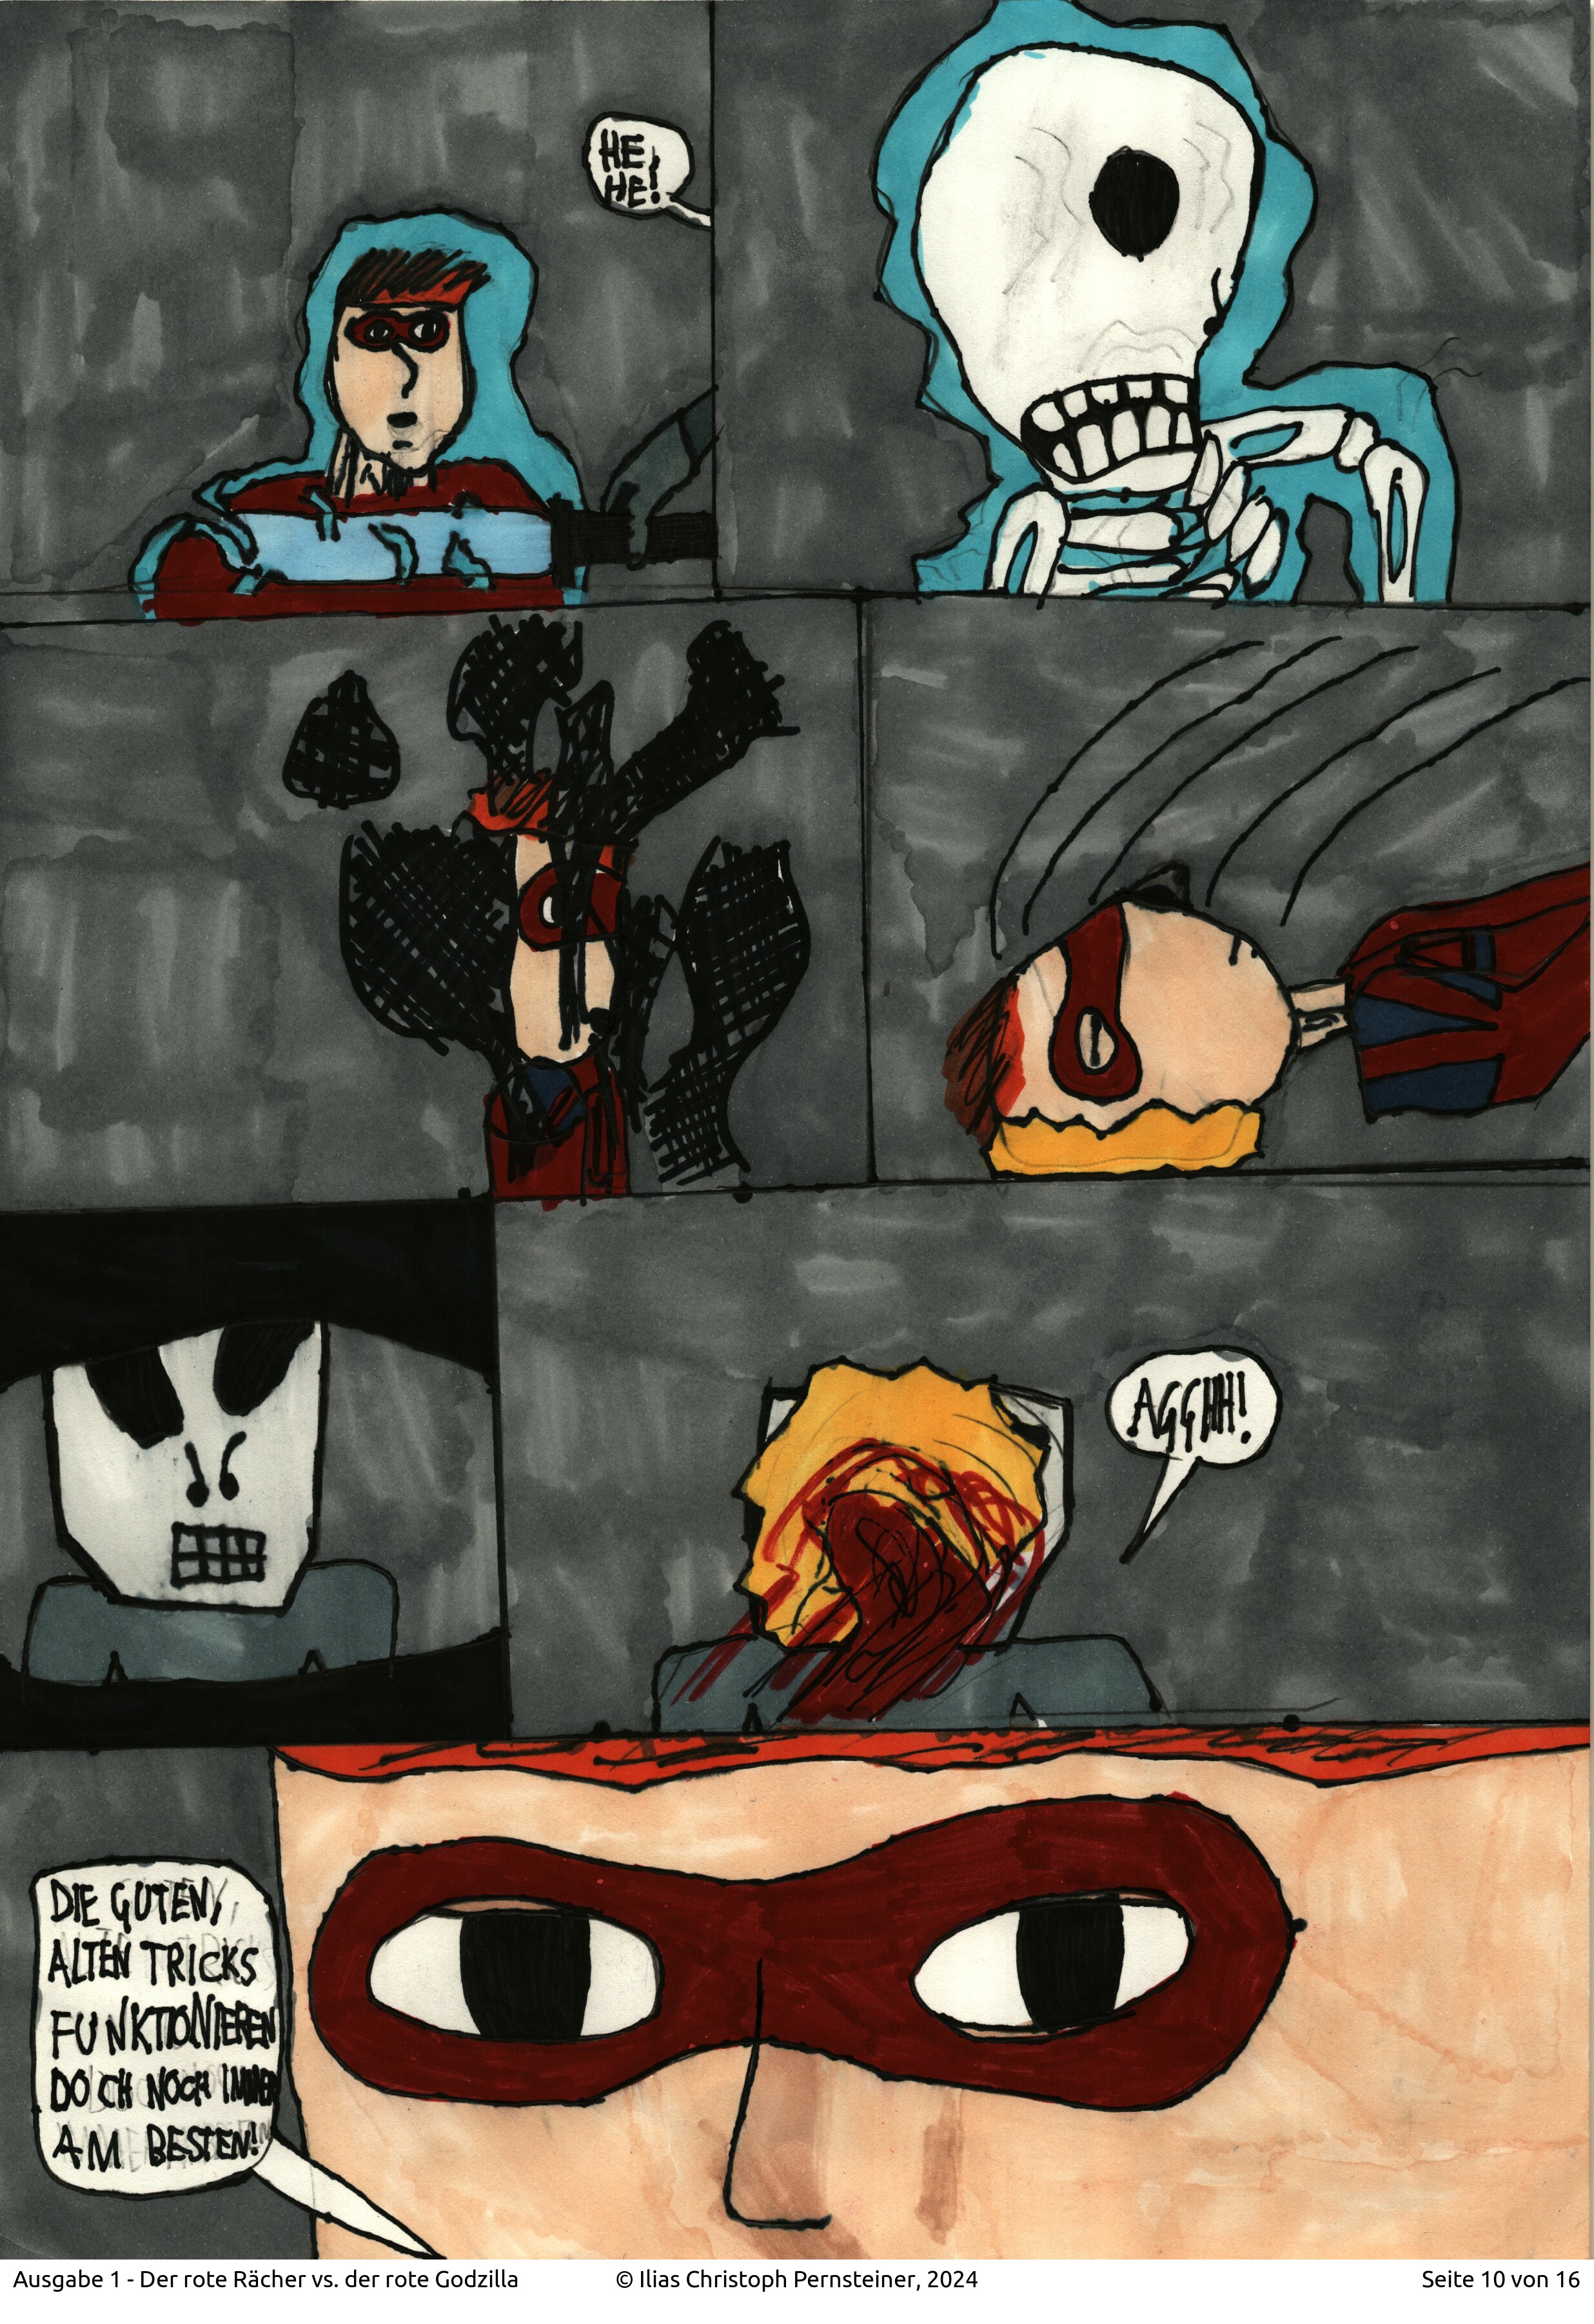 HE
HE!
AGGHH!
DIE GUTEN,
ALTEN TRICKS
FUNKTIONIEREN
DOCH NOCH IMMER
AM BESTEN!
Ausgabe 1 - Der rote Rächer vs. der rote Godzilla
© Ilias Christoph Pernsteiner, 2024
Seite 10 von 16